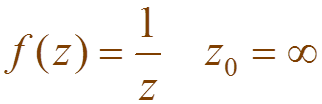 f(z) = 1/z z₀ = ∞